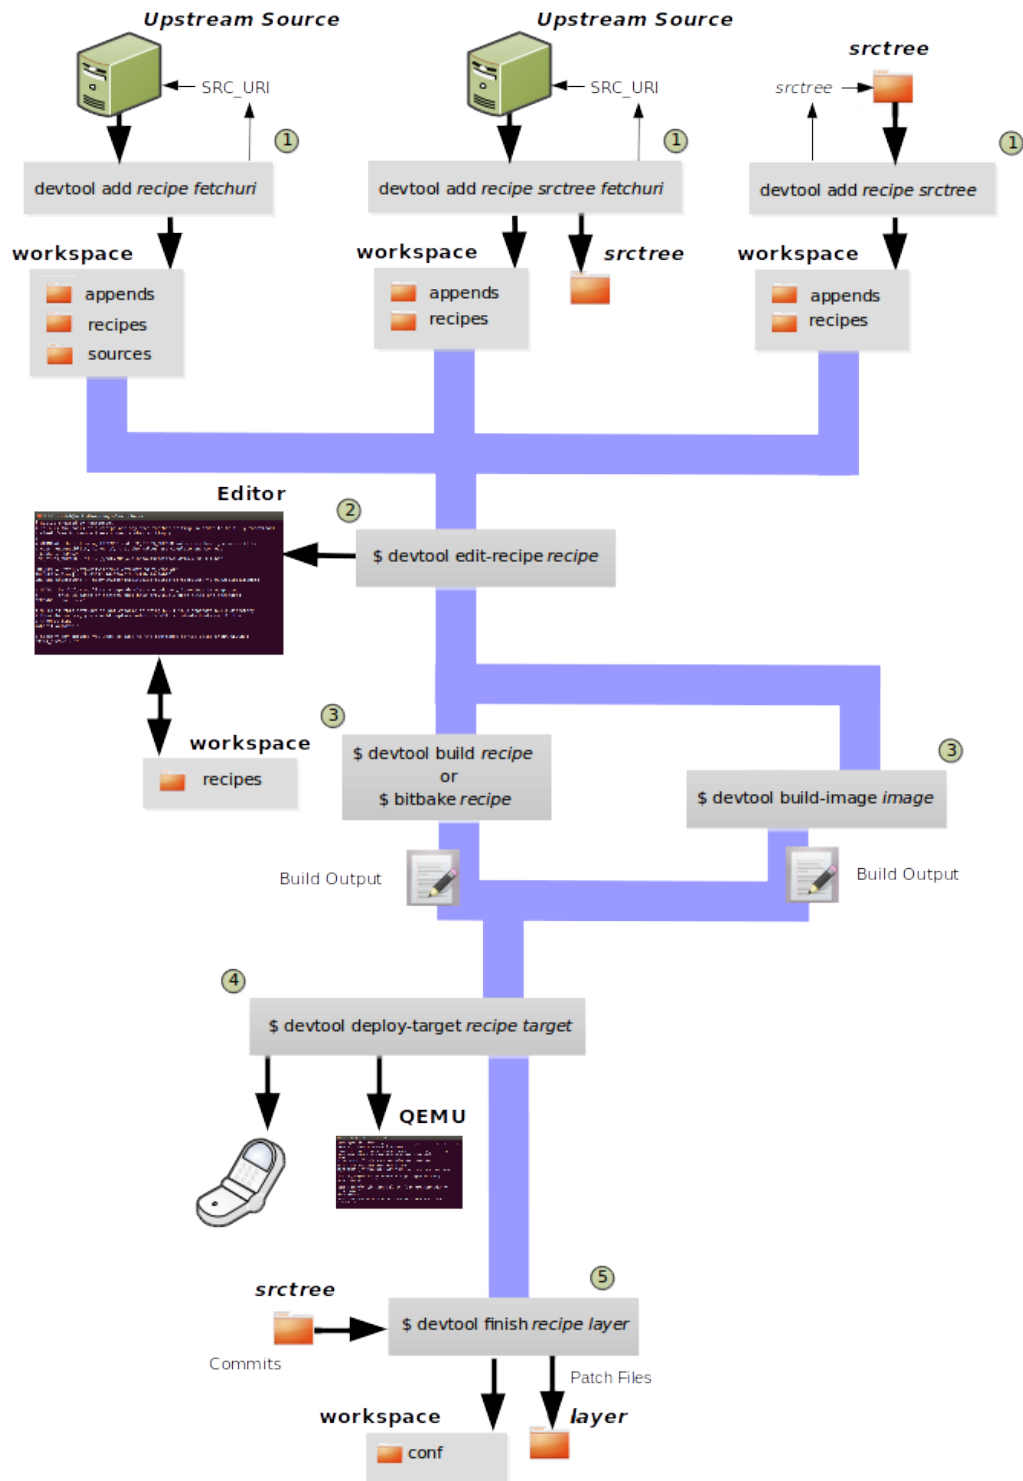 Upstream Source
Upstream Source
srctree
SRC_URI
SRC_URI
srctree
1
1
1
devtool add recipe fetchuri
devtool add recipe srctree fetchuri
devtool add recipe srctree
workspace
workspace
srctree
workspace
appends
recipes
sources
appends
recipes
appends
recipes
Editor
2
$ devtool edit-recipe recipe
3
workspace
recipes
$ devtool build recipe
or
$ bitbake recipe
3
$ devtool build-image image
Build Output
Build Output
4
$ devtool deploy-target recipe target
QEMU
5
srctree
$ devtool finish recipe layer
Commits
Patch Files
workspace
layer
conf